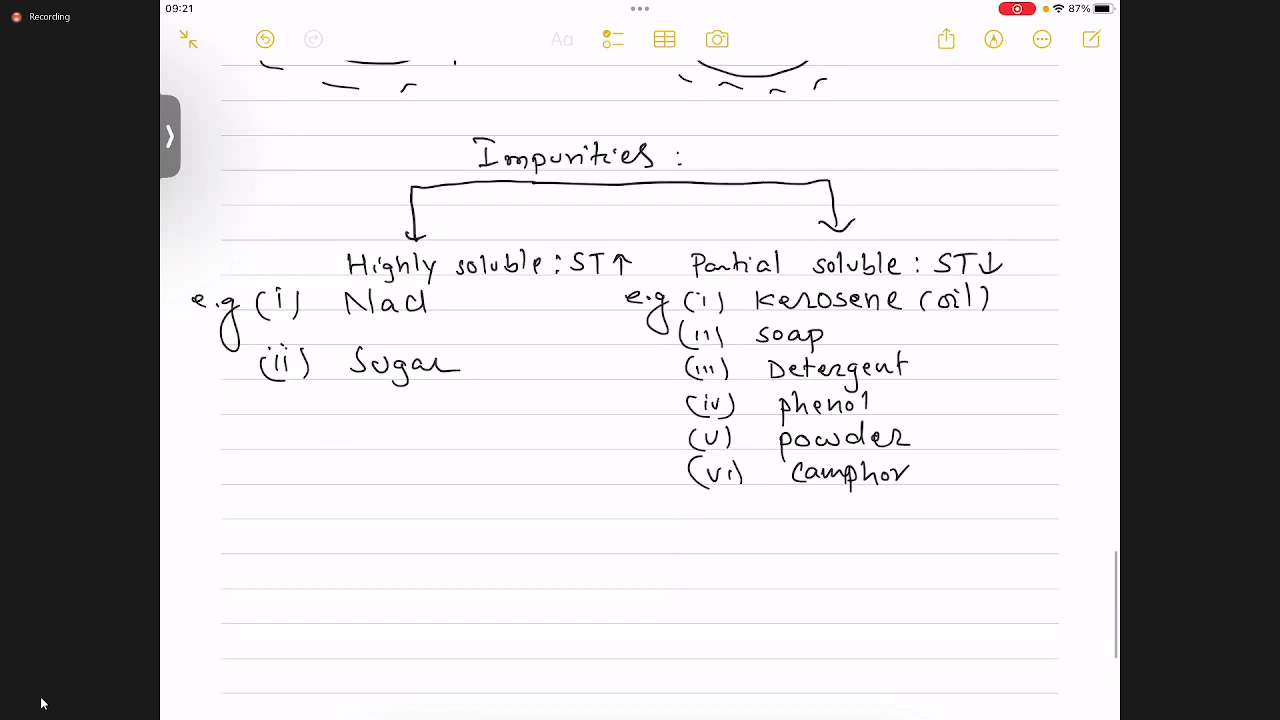 Recording
09:21
87%
Aa
Impurities :
Highly soluble : ST↑
e.g (i) NaCl
(ii) Sugar
Partial soluble : ST↓
e.g (i) Kerosene (oil)
(ii) soap
(iii) Detergent
(iv) phenol
(v) powder
(vi) Camphor